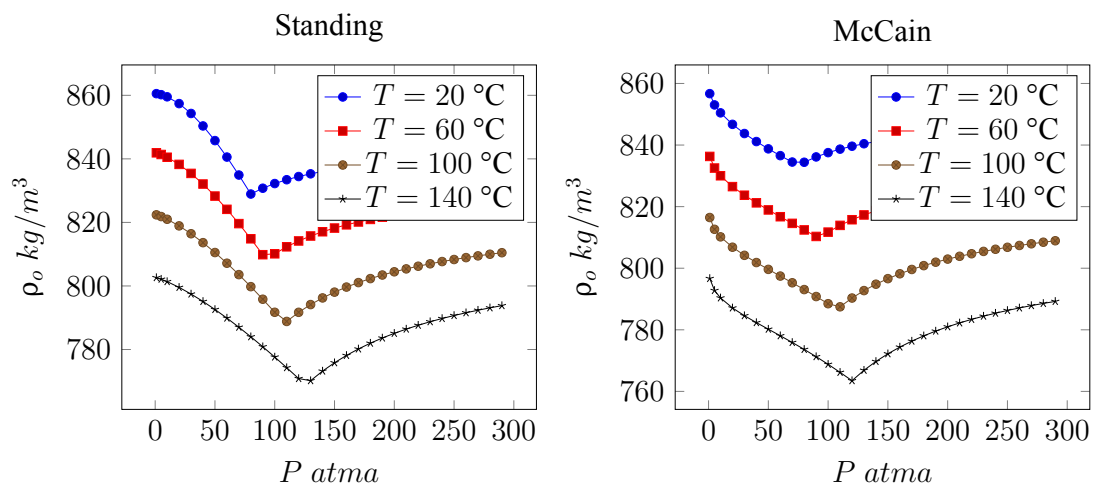 Standing
860
840
820
800
780
ρₒ kg/m³
0 50 100 150 200 250 300
P atma
T = 20 °C
T = 60 °C
T = 100 °C
T = 140 °C
McCain
860
840
820
800
780
760
ρₒ kg/m³
0 50 100 150 200 250 300
P atma
T = 20 °C
T = 60 °C
T = 100 °C
T = 140 °C